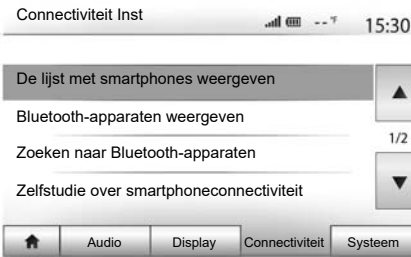 Connectiviteit Inst
-- °F
15:30
De lijst met smartphones weergeven
Bluetooth-apparaten weergeven
1/2
Zoeken naar Bluetooth-apparaten
Zelfstudie over smartphoneconnectiviteit
Audio Display Connectiviteit Systeem